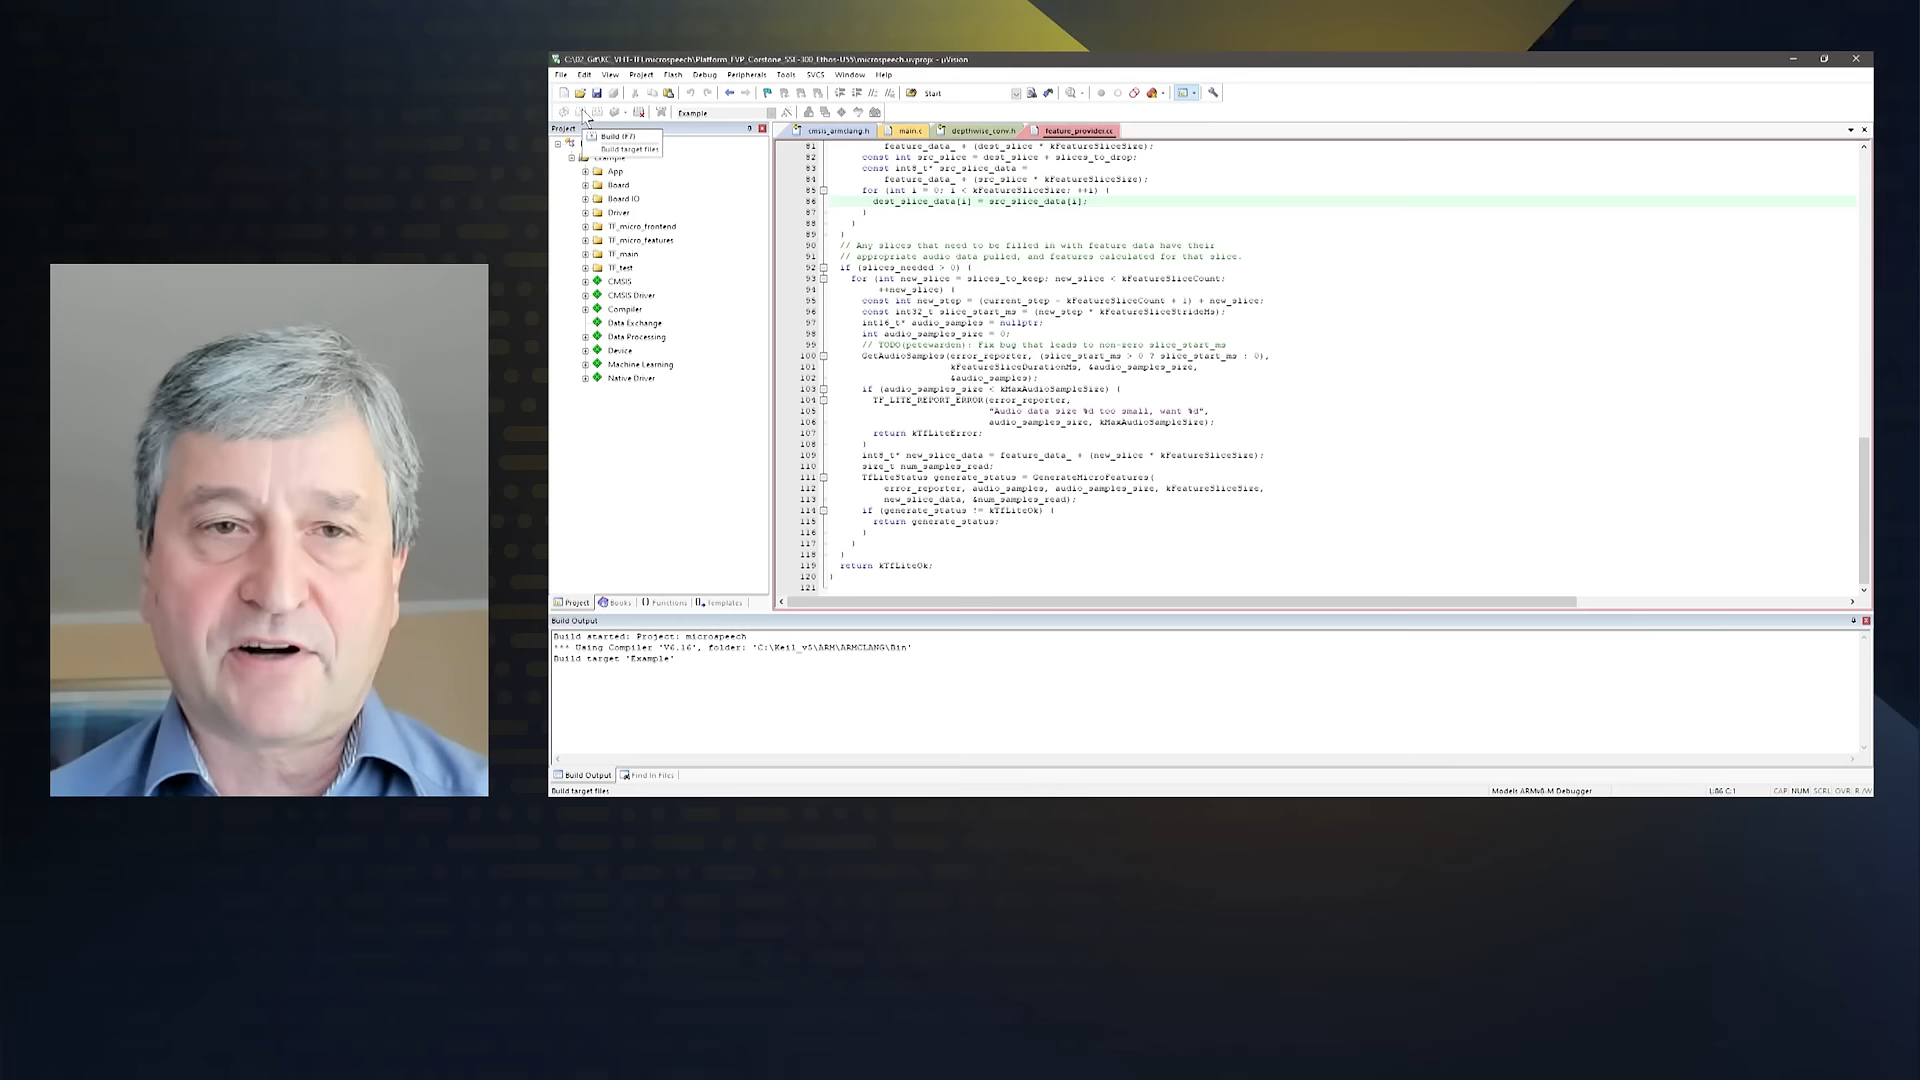 C:\02_Git\KC_VHT-TFLmicrospeech\Platform_FVP_Corstone_SSE-300_Ethos-U55\microspeech.uvprojx - µVision
File Edit View Project Flash Debug Peripherals Tools SVCS Window Help
Start
Example
Project
Build (F7)
Build target files
Example
App
Board
Board IO
Driver
TF_micro_frontend
TF_micro_features
TF_main
TF_test
CMSIS
CMSIS Driver
Compiler
Data Exchange
Data Processing
Device
Machine Learning
Native Driver
Project Books Functions Templates
cmsis_armclang.h main.c depthwise_conv.h feature_provider.cc
81 feature_data_ + (dest_slice * kFeatureSliceSize);
82 const int src_slice = dest_slice + slices_to_drop;
83 const int8_t* src_slice_data =
84 feature_data_ + (src_slice * kFeatureSliceSize);
85 for (int i = 0; i < kFeatureSliceSize; ++i) {
86 dest_slice_data[i] = src_slice_data[i];
87 }
88 }
89 }
90 // Any slices that need to be filled in with feature data have their
91 // appropriate audio data pulled, and features calculated for that slice.
92 if (slices_needed > 0) {
93 for (int new_slice = slices_to_keep; new_slice < kFeatureSliceCount;
94 ++new_slice) {
95 const int new_step = (current_step - kFeatureSliceCount + 1) + new_slice;
96 const int32_t slice_start_ms = (new_step * kFeatureSliceStrideMs);
97 int16_t* audio_samples = nullptr;
98 int audio_samples_size = 0;
99 // TODO(petewarden): Fix bug that leads to non-zero slice_start_ms
100 GetAudioSamples(error_reporter, (slice_start_ms > 0 ? slice_start_ms : 0),
101 kFeatureSliceDurationMs, &audio_samples_size,
102 &audio_samples);
103 if (audio_samples_size < kMaxAudioSampleSize) {
104 TF_LITE_REPORT_ERROR(error_reporter,
105 "Audio data size %d too small, want %d",
106 audio_samples_size, kMaxAudioSampleSize);
107 return kTfLiteError;
108 }
109 int8_t* new_slice_data = feature_data_ + (new_slice * kFeatureSliceSize);
110 size_t num_samples_read;
111 TfLiteStatus generate_status = GenerateMicroFeatures(
112 error_reporter, audio_samples, audio_samples_size, kFeatureSliceSize,
113 new_slice_data, &num_samples_read);
114 if (generate_status != kTfLiteOk) {
115 return generate_status;
116 }
117 }
118 }
119 return kTfLiteOk;
120 }
121
Build Output
Build started: Project: microspeech
*** Using Compiler 'V6.16', folder: 'C:\Keil_v5\ARM\ARMCLANG\Bin'
Build target 'Example'
Build Output Find In Files
Build target files Models ARMv8-M Debugger L:86 C:1 CAP NUM SCRL OVR R/W